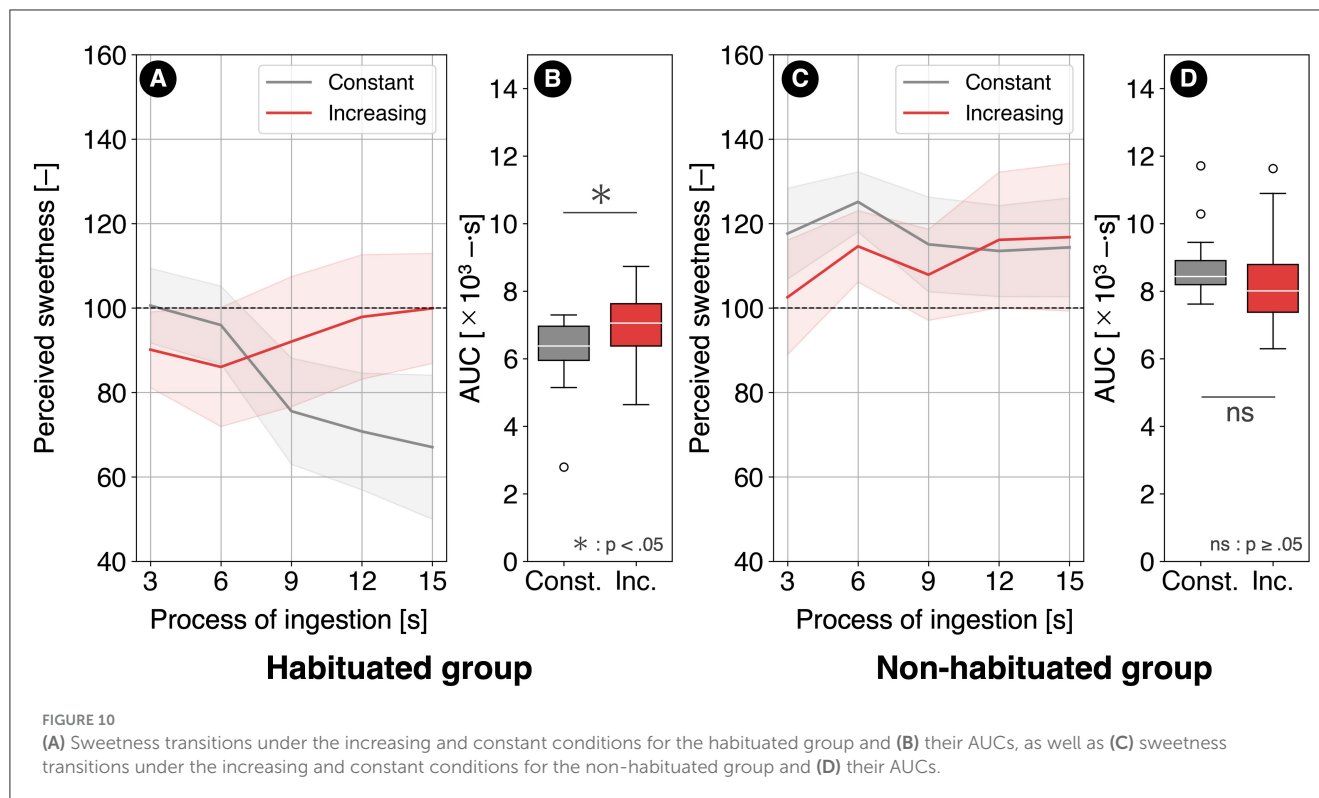 160
140
120
100
80
60
40
Perceived sweetness [–]
A
Constant
Increasing
3 6 9 12 15
Process of ingestion [s]
14
12
10
8
6
4
2
0
AUC [ × 10³ –·s]
B
*
* : p < .05
Const. Inc.
Habituated group
160
140
120
100
80
60
40
Perceived sweetness [–]
C
Constant
Increasing
3 6 9 12 15
Process of ingestion [s]
14
12
10
8
6
4
2
0
AUC [ × 10³ –·s]
D
ns
ns : p ≥ .05
Const. Inc.
Non-habituated group
FIGURE 10
(A) Sweetness transitions under the increasing and constant conditions for the habituated group and (B) their AUCs, as well as (C) sweetness
transitions under the increasing and constant conditions for the non-habituated group and (D) their AUCs.